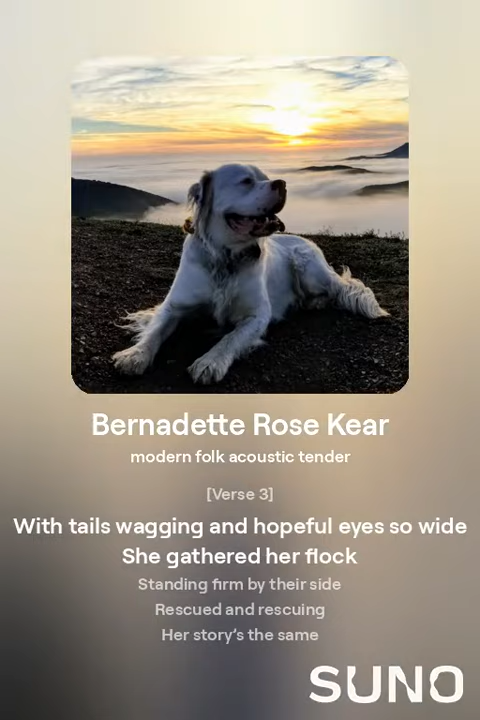 Bernadette Rose Kear
modern folk acoustic tender
[Verse 3]
With tails wagging and hopeful eyes so wide
She gathered her flock
Standing firm by their side
Rescued and rescuing
Her story's the same
SUNO